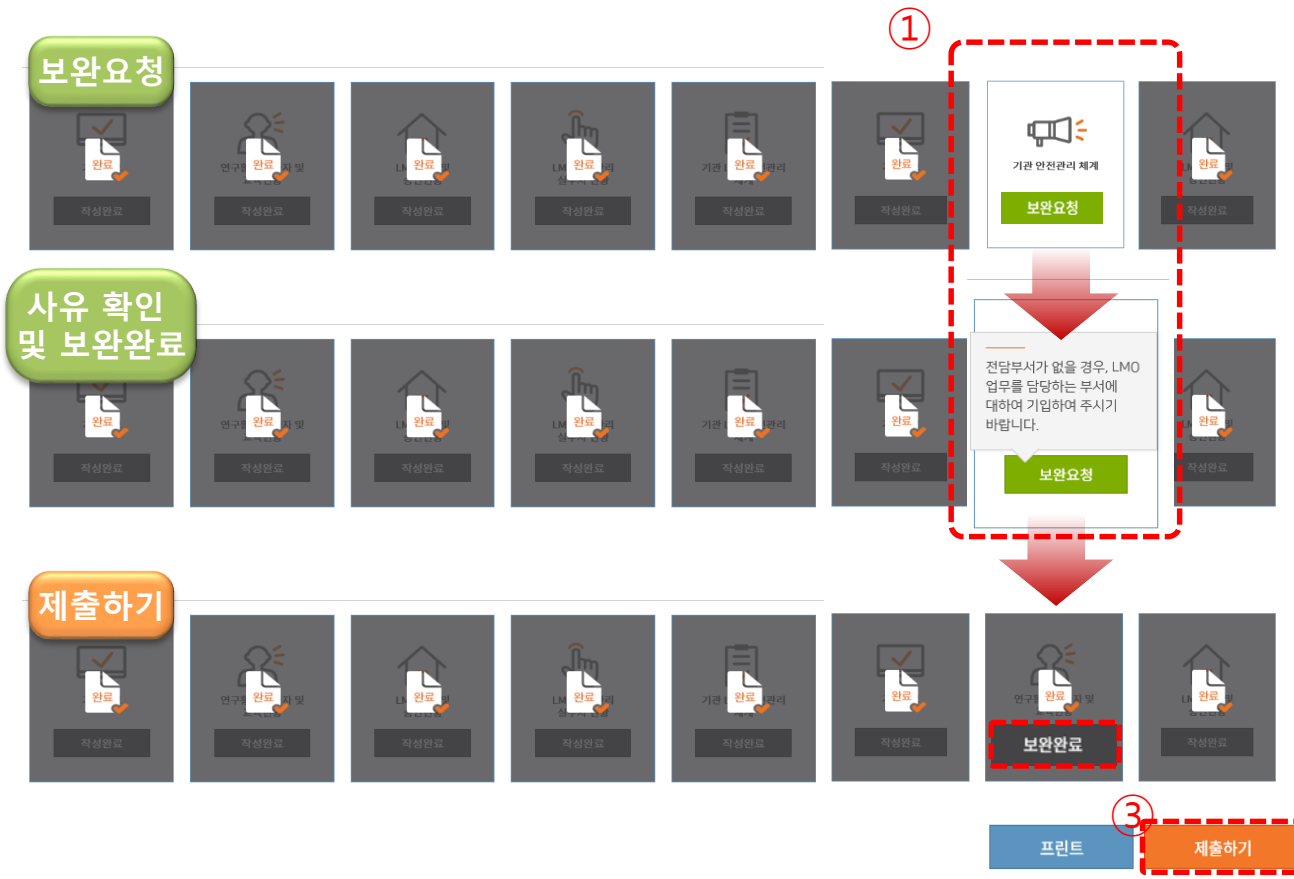 ①
보완요청
완료
작성완료
연구 완료 자 및
작성완료
LM 완료 및
작성완료
LM 완료 관리
작성완료
기관 완료 관리
체계
작성완료
완료
작성완료
기관 안전관리 체계
보완요청
완료
작성완료
사유 확인
및 보완완료
완료
작성완료
연구 완료 자 및
작성완료
완료
작성완료
완료
작성완료
기관 완료 관리
체계
작성완료
완료
작성완료
전담부서가 없을 경우, LMO
업무를 담당하는 부서에
대하여 기입하여 주시기
바랍니다.
보완요청
완료
작성완료
제출하기
완료
작성완료
연구 완료 자 및
작성완료
완료
작성완료
완료
작성완료
기관 완료 관리
체계
작성완료
완료
작성완료
연구 완료 자 및
보완완료
완료
작성완료
③
프린트
제출하기